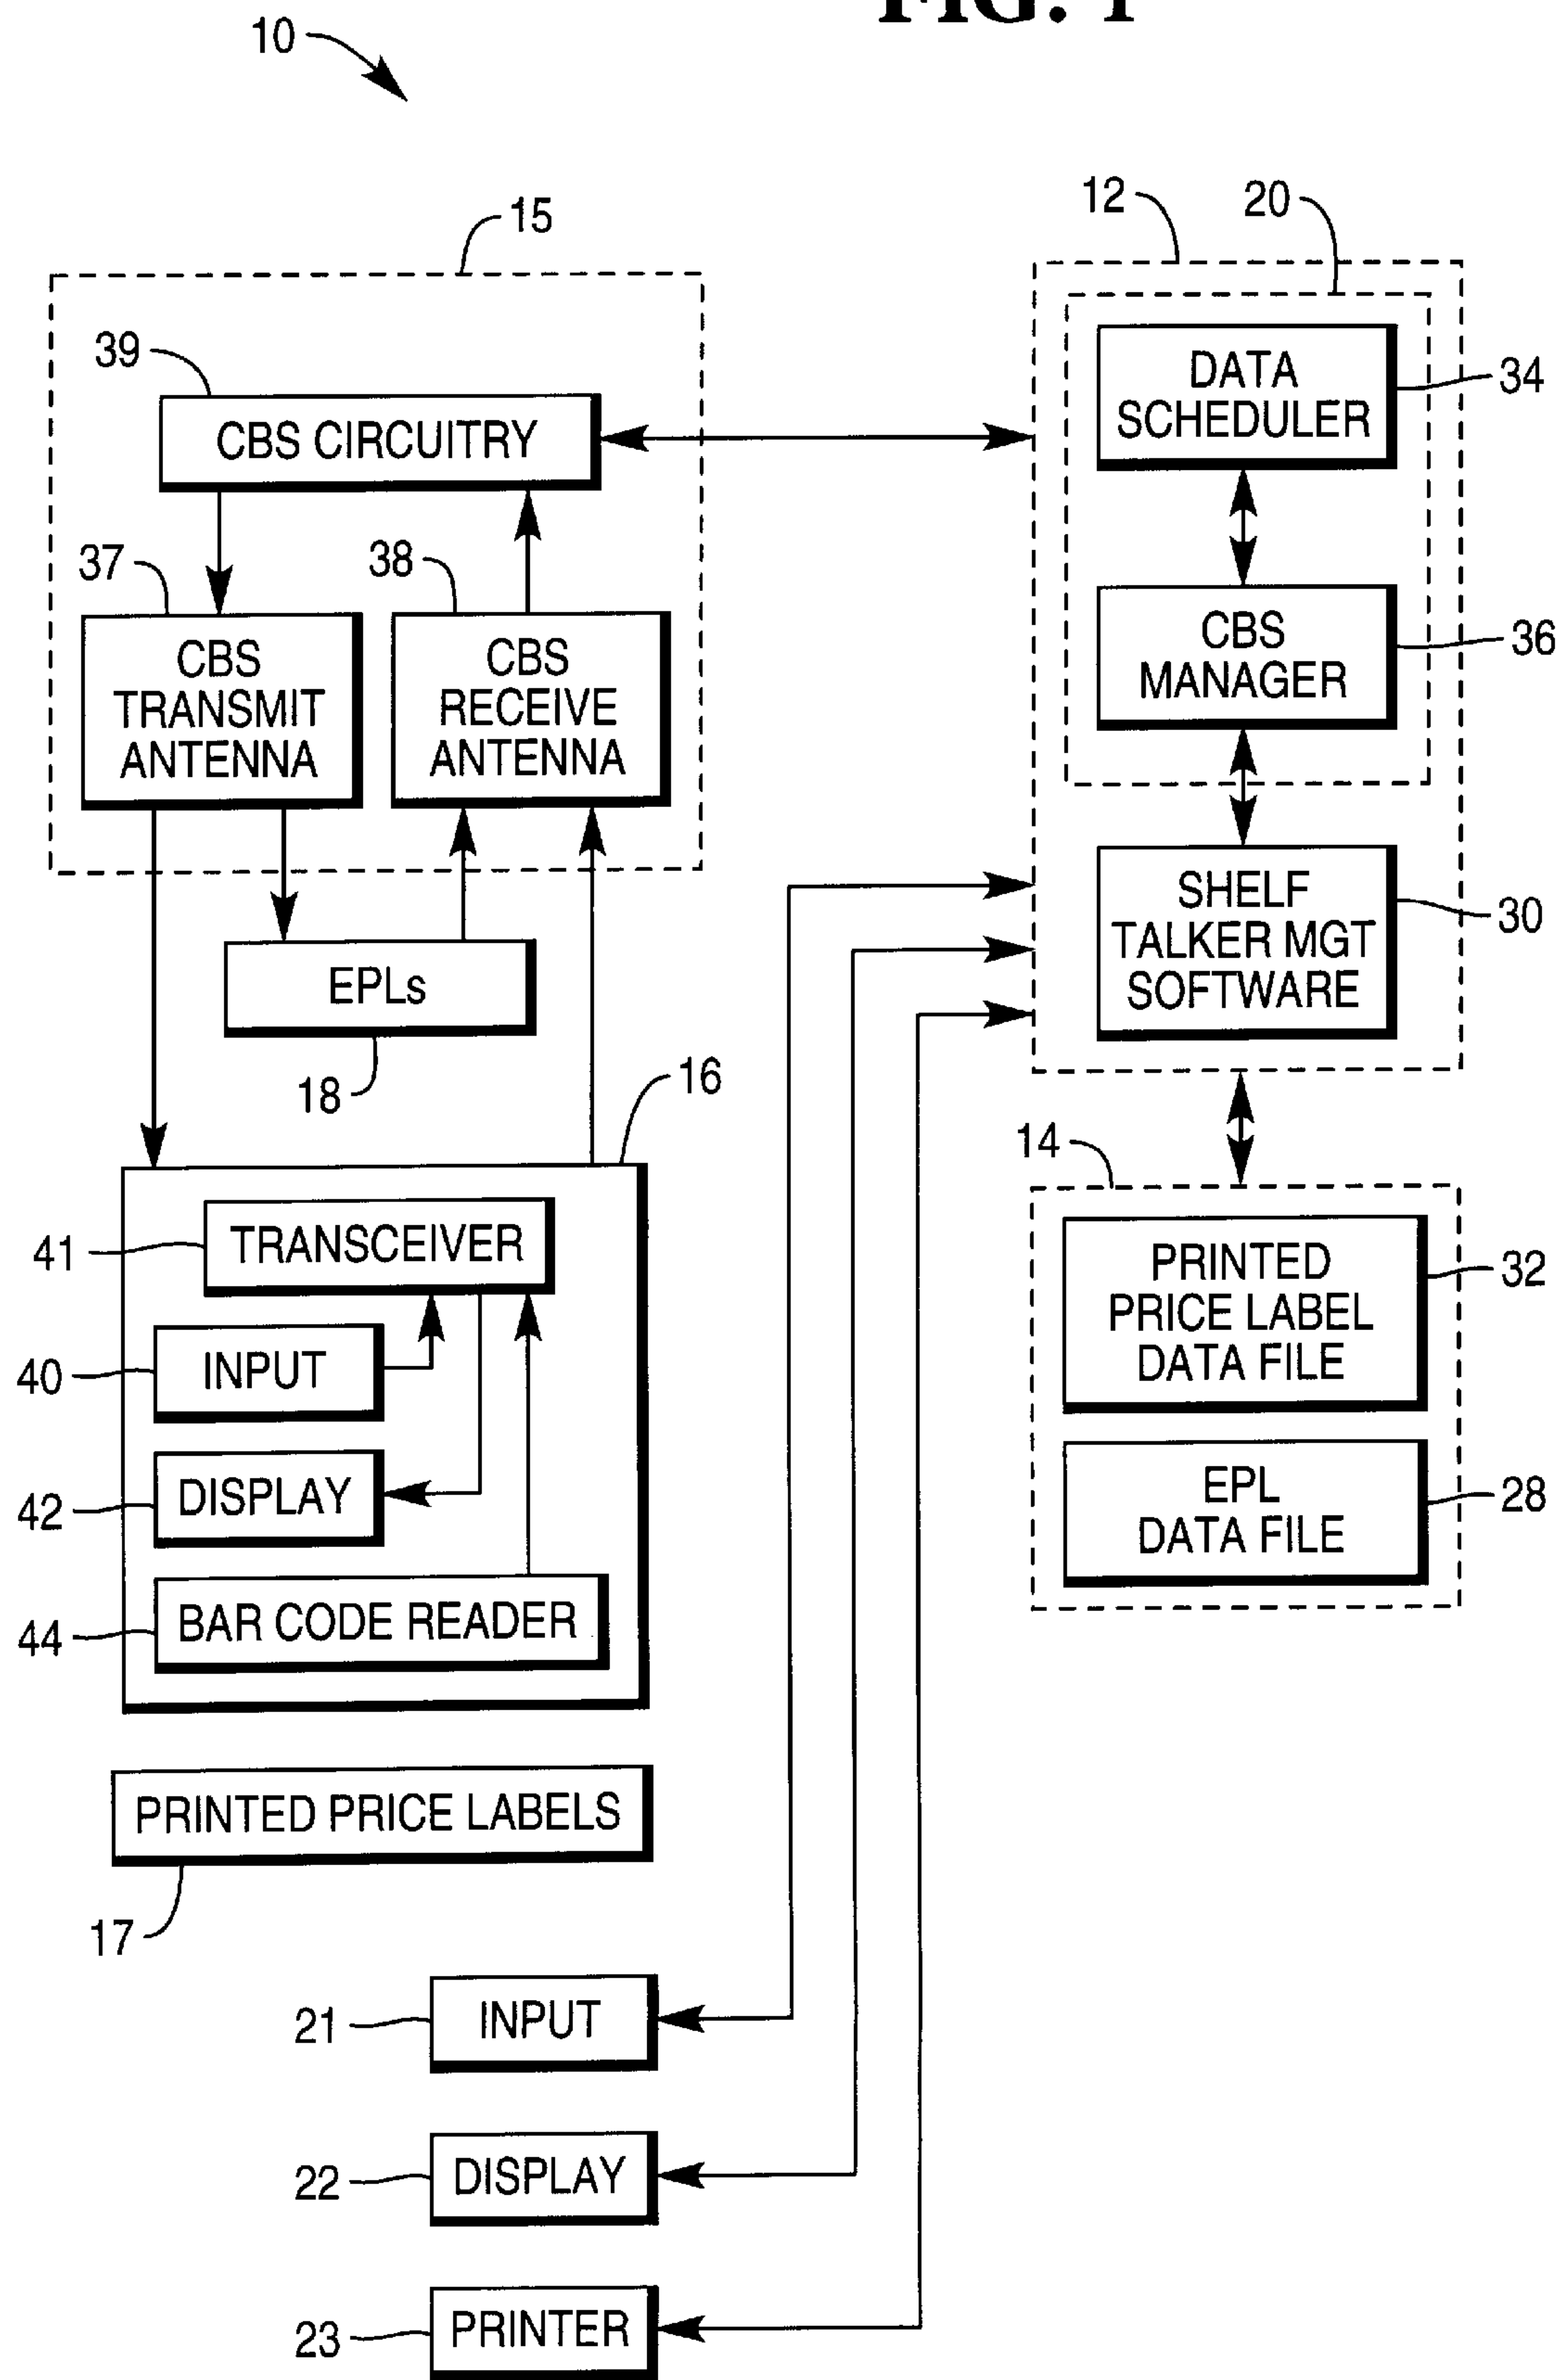 FIG. 1
10
15
12
20
39
CBS CIRCUITRY
DATA
SCHEDULER
34
37
38
CBS
TRANSMIT
ANTENNA
CBS
RECEIVE
ANTENNA
CBS
MANAGER
36
EPLs
18
SHELF
TALKER MGT
SOFTWARE
30
16
14
41
TRANSCEIVER
40
INPUT
42
DISPLAY
44
BAR CODE READER
PRINTED
PRICE LABEL
DATA FILE
32
EPL
DATA FILE
28
PRINTED PRICE LABELS
17
21
INPUT
22
DISPLAY
23
PRINTER